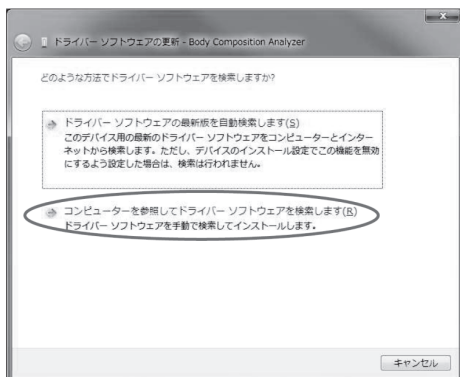 ドライバー ソフトウェアの更新 - Body Composition Analyzer
どのような方法でドライバー ソフトウェアを検索しますか?
ドライバー ソフトウェアの最新版を自動検索します(S)
このデバイス用の最新のドライバー ソフトウェアをコンピューターとインター
ネットから検索します。ただし、デバイスのインストール設定でこの機能を無効
にするよう設定した場合は、検索は行われません。
コンピューターを参照してドライバー ソフトウェアを検索します(R)
ドライバー ソフトウェアを手動で検索してインストールします。
キャンセル